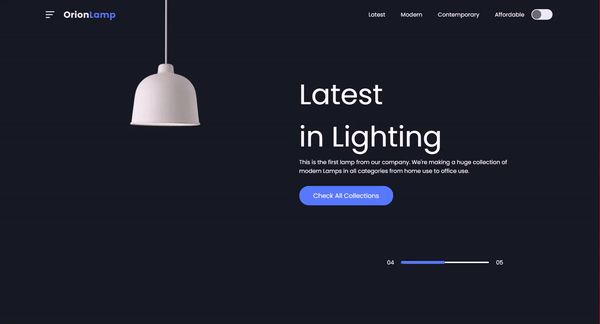 OrionLamp
Latest Modern Contemporary Affordable
Latest
in Lighting
This is the first lamp from our company. We're making a huge collection of
modern Lamps in all categories from home use to office use.
Check All Collections
04 05